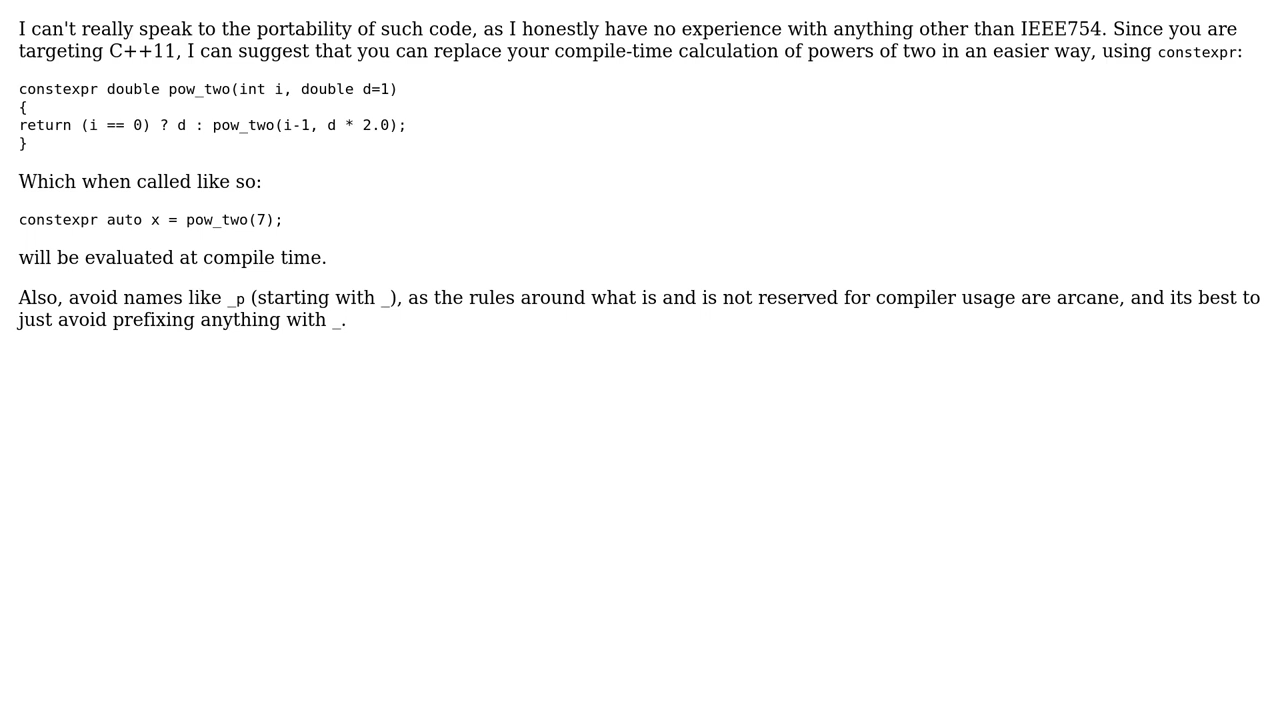 I can't really speak to the portability of such code, as I honestly have no experience with anything other than IEEE754. Since you are
targeting C++11, I can suggest that you can replace your compile-time calculation of powers of two in an easier way, using constexpr:
constexpr double pow_two(int i, double d=1)
{
return (i == 0) ? d : pow_two(i-1, d * 2.0);
}
Which when called like so:
constexpr auto x = pow_two(7);
will be evaluated at compile time.
Also, avoid names like _p (starting with _), as the rules around what is and is not reserved for compiler usage are arcane, and its best to
just avoid prefixing anything with _.